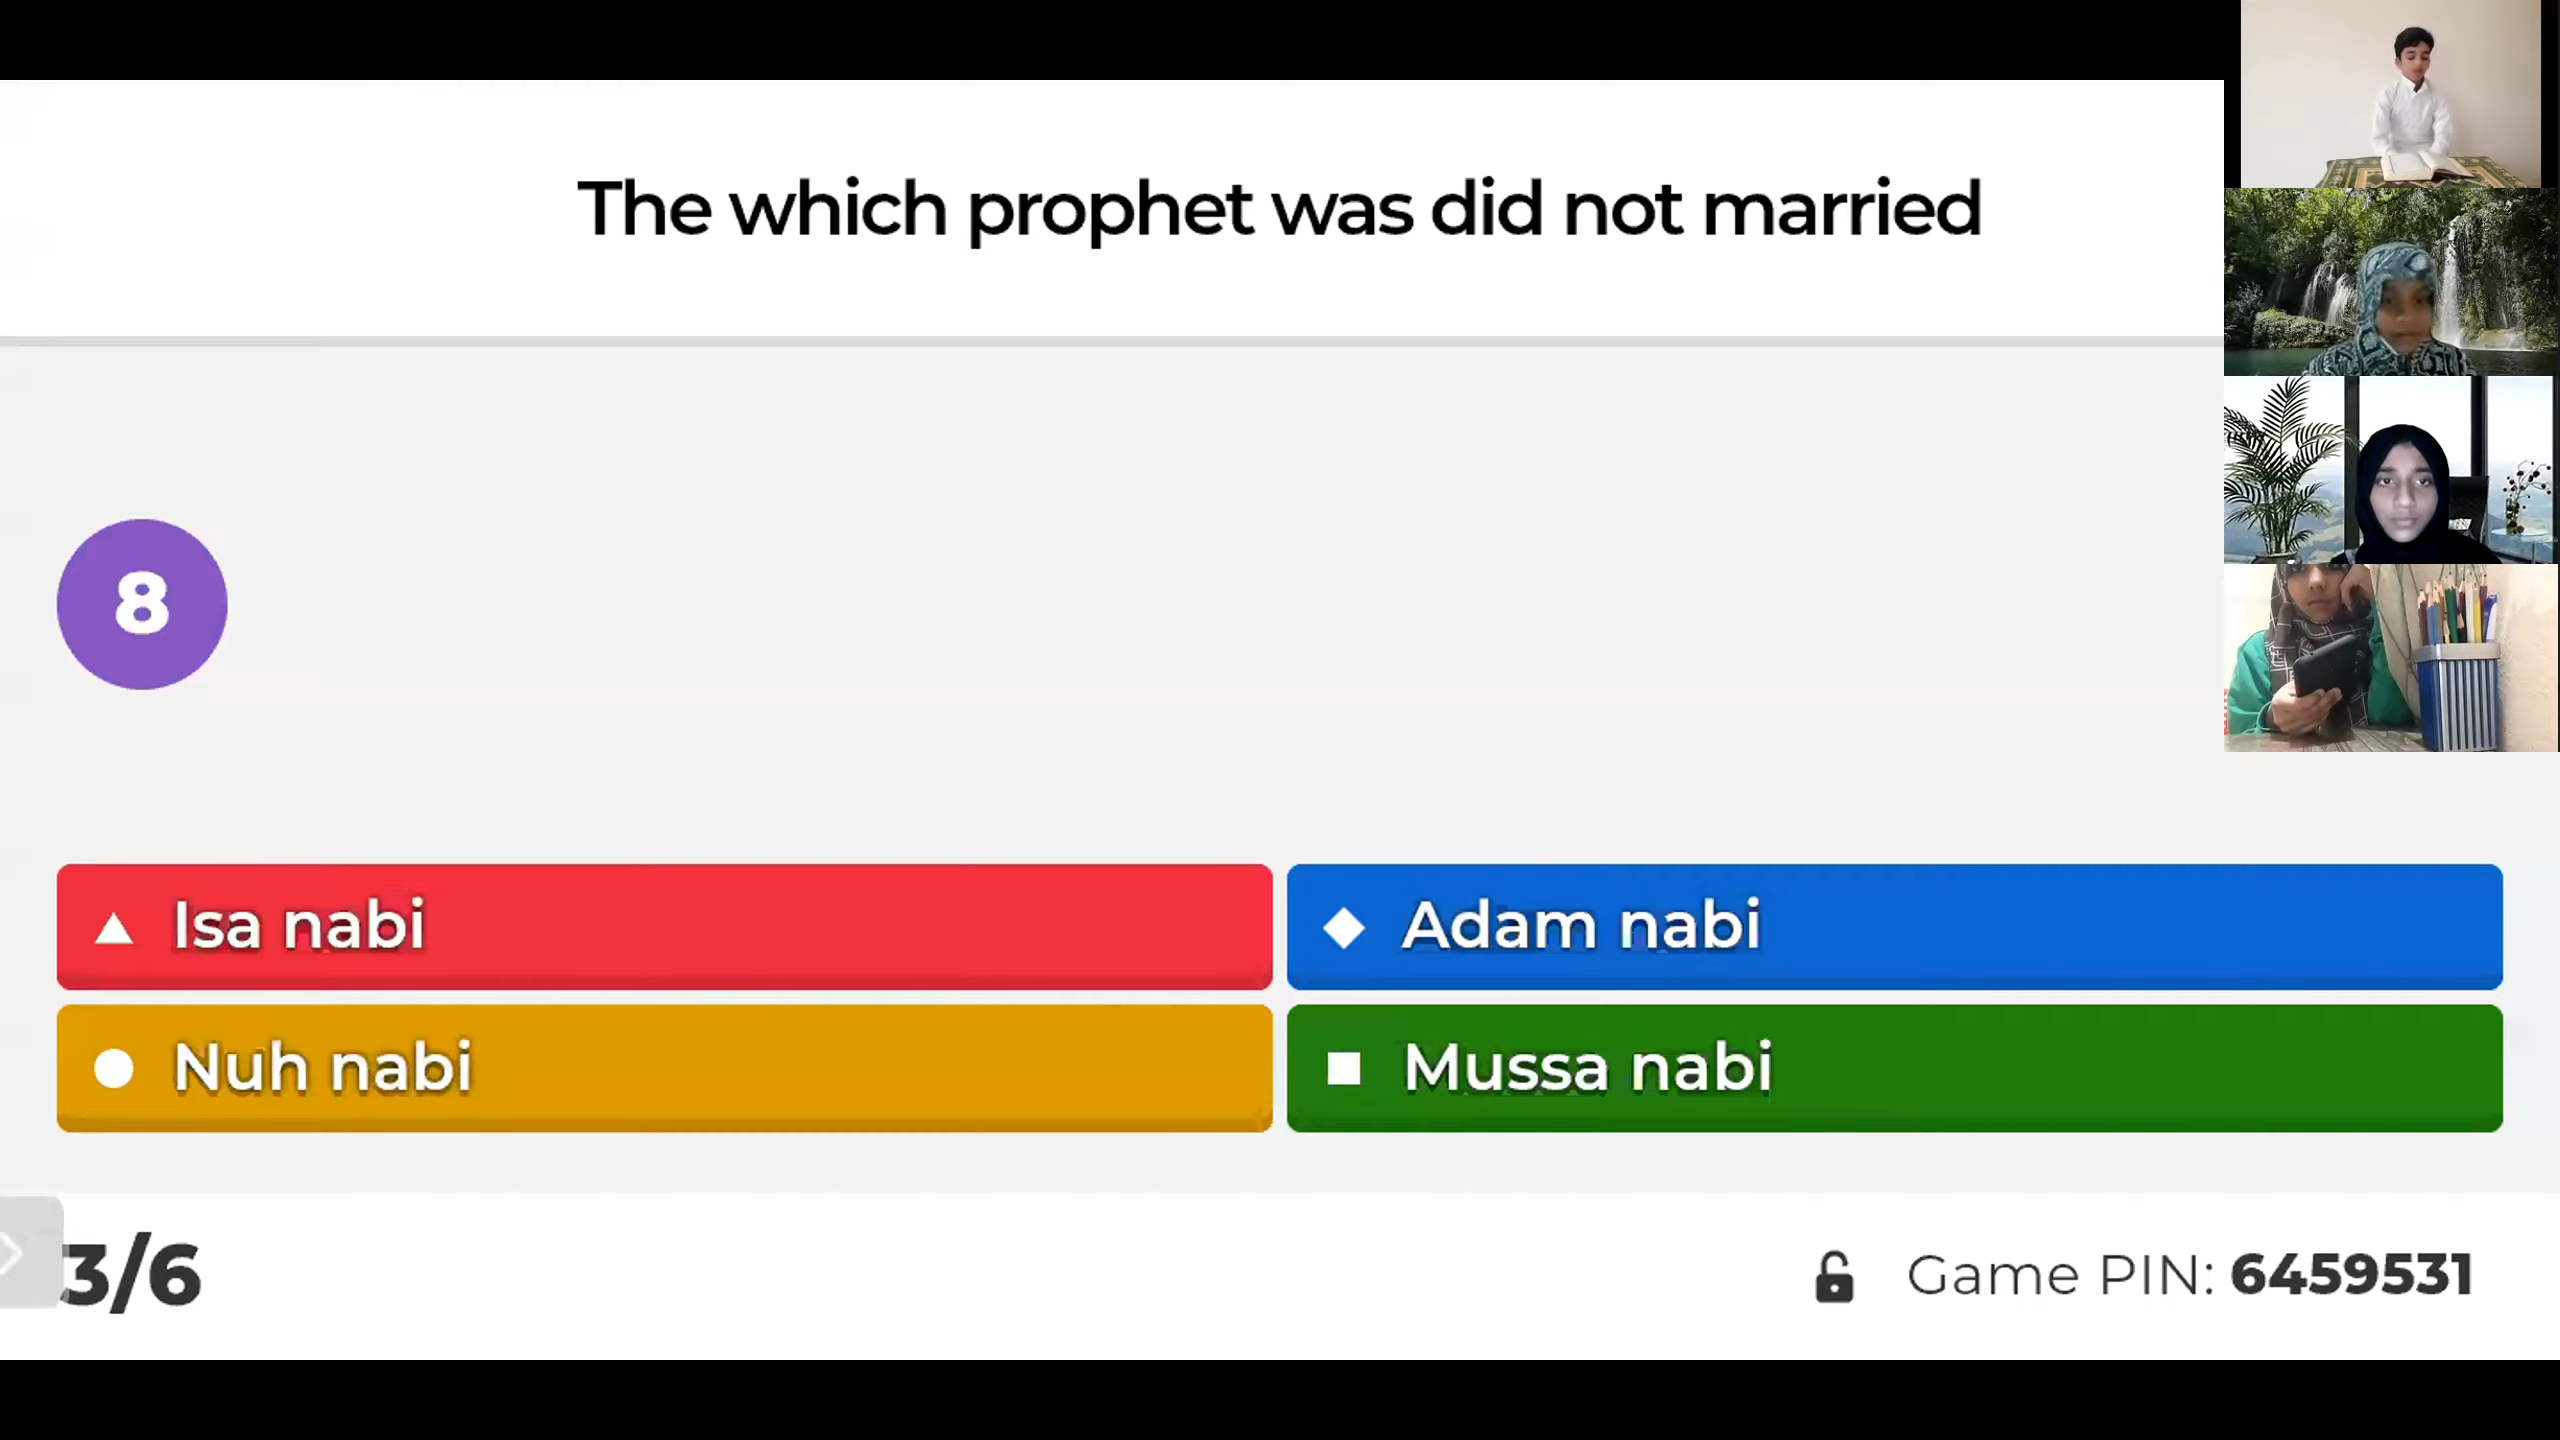 The which prophet was did not married
8
Isa nabi
Adam nabi
Nuh nabi
Mussa nabi
3/6
Game PIN: 6459531